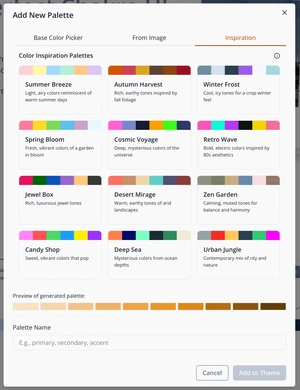 Add New Palette
Base Color Picker
From Image
Inspiration
Color Inspiration Palettes
Summer Breeze
Light, airy colors reminiscent of
warm summer days
Autumn Harvest
Rich, earthy tones inspired by
fall foliage
Winter Frost
Cool, icy tones for a crisp winter
feel
Spring Bloom
Fresh, vibrant colors of a garden
in bloom
Cosmic Voyage
Deep, mysterious colors of the
universe
Retro Wave
Bold, electric colors inspired by
80s aesthetics
Jewel Box
Rich, luxurious jewel tones
Desert Mirage
Warm, earthy tones of arid
landscapes
Zen Garden
Calming, muted tones for
balance and harmony
Candy Shop
Sweet, vibrant colors that pop
Deep Sea
Mysterious colors from ocean
depths
Urban Jungle
Contemporary mix of city and
nature
Preview of generated palette:
Palette Name
E.g., primary, secondary, accent
Cancel
Add to Theme